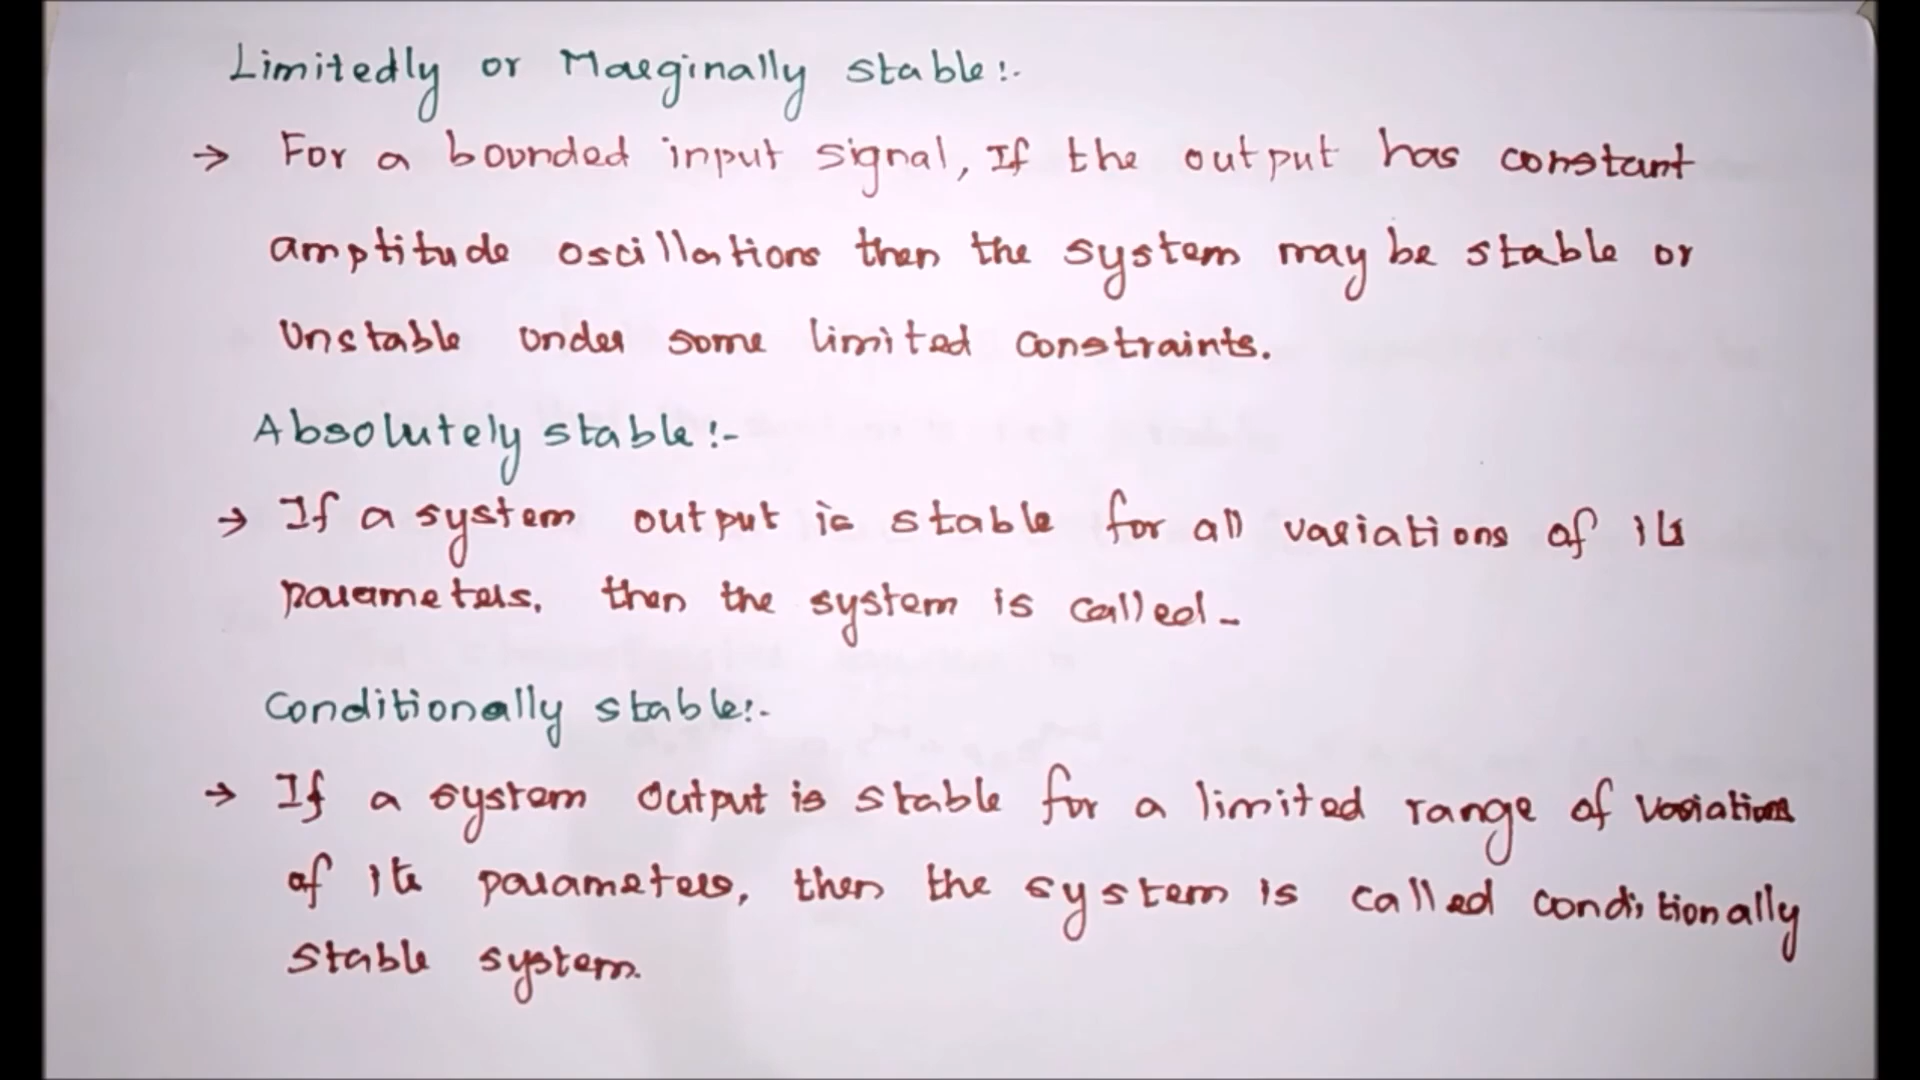 Limitedly or Marginally stable:-
→ For a bounded input signal, If the output has constant
amptitude oscillations then the system may be stable or
Unstable under some limited constraints.
Absolutely stable:-
→ If a system output is stable for all variations of its
parameters, then the system is called-
Conditionally stable:-
→ If a system output is stable for a limited range of variations
of its parameters, then the system is called conditionally
stable system.